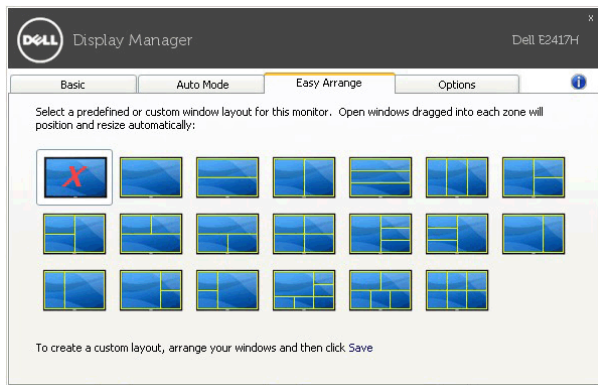 x
DELL Display Manager Dell E2417H
Basic Auto Mode Easy Arrange Options i
Select a predefined or custom window layout for this monitor. Open windows dragged into each zone will
position and resize automatically:
X
To create a custom layout, arrange your windows and then click Save